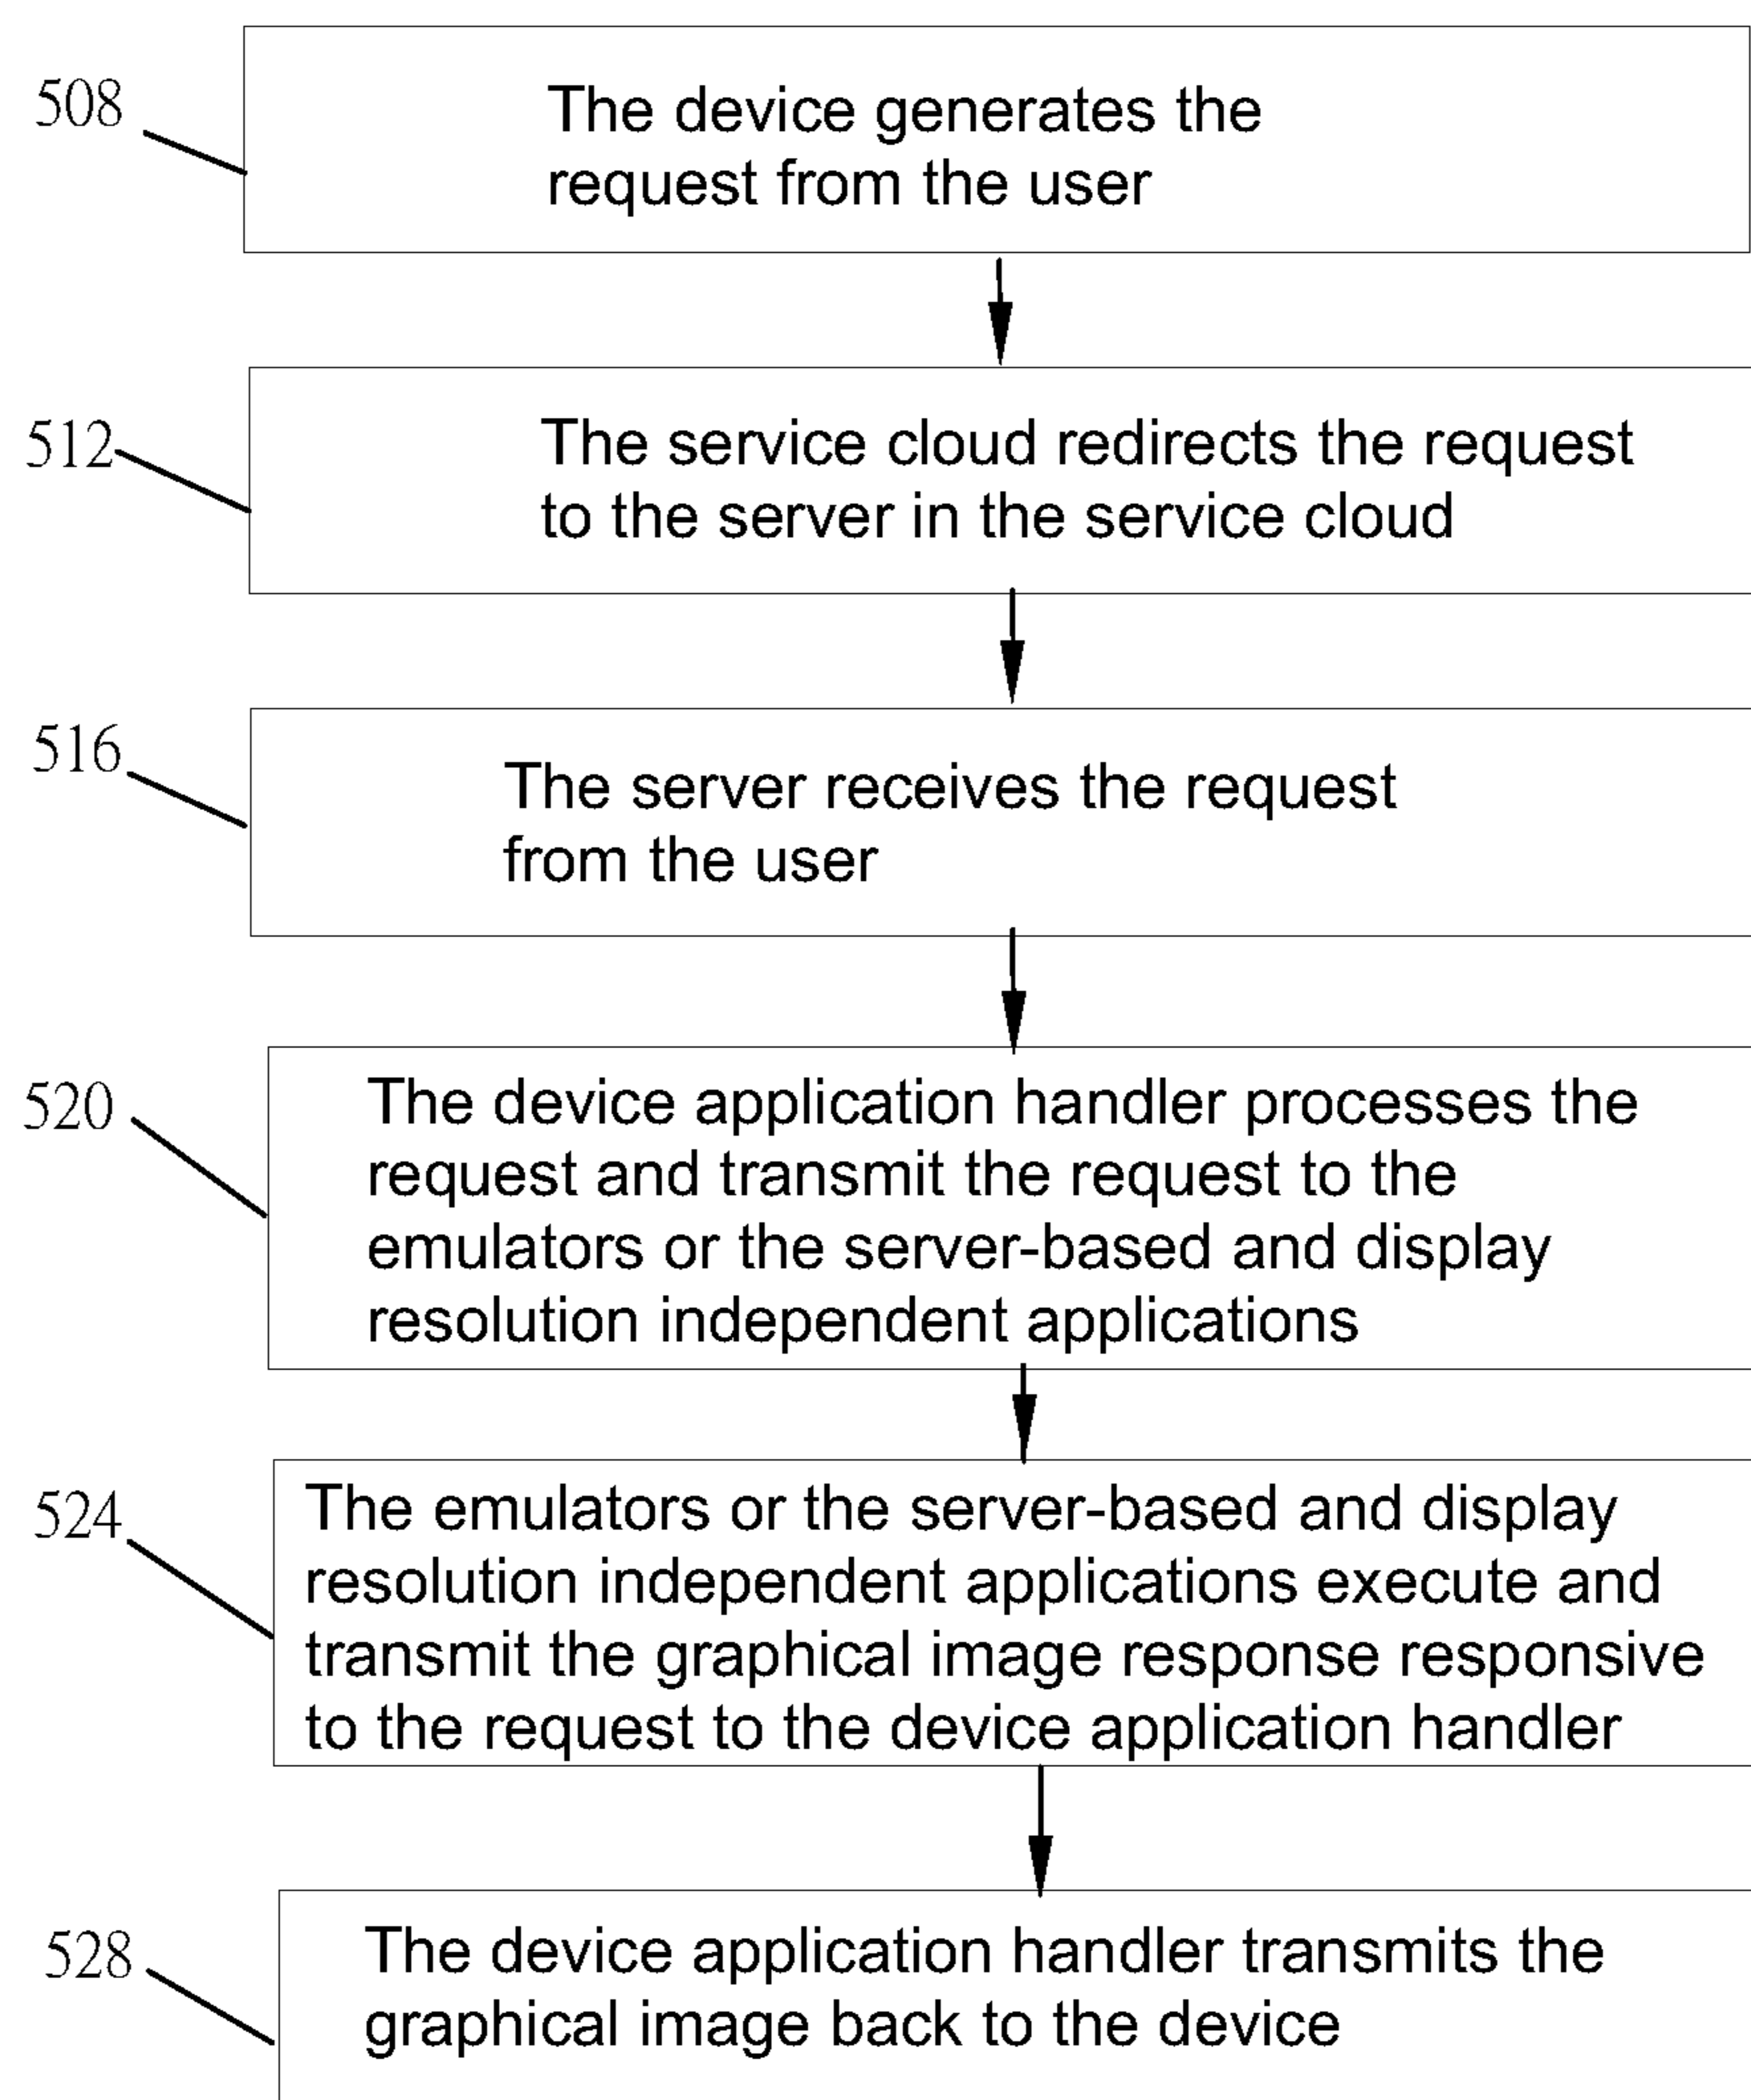 508
The device generates the
request from the user
512
The service cloud redirects the request
to the server in the service cloud
516
The server receives the request
from the user
520
The device application handler processes the
request and transmit the request to the
emulators or the server-based and display
resolution independent applications
524
The emulators or the server-based and display
resolution independent applications execute and
transmit the graphical image response responsive
to the request to the device application handler
528
The device application handler transmits the
graphical image back to the device